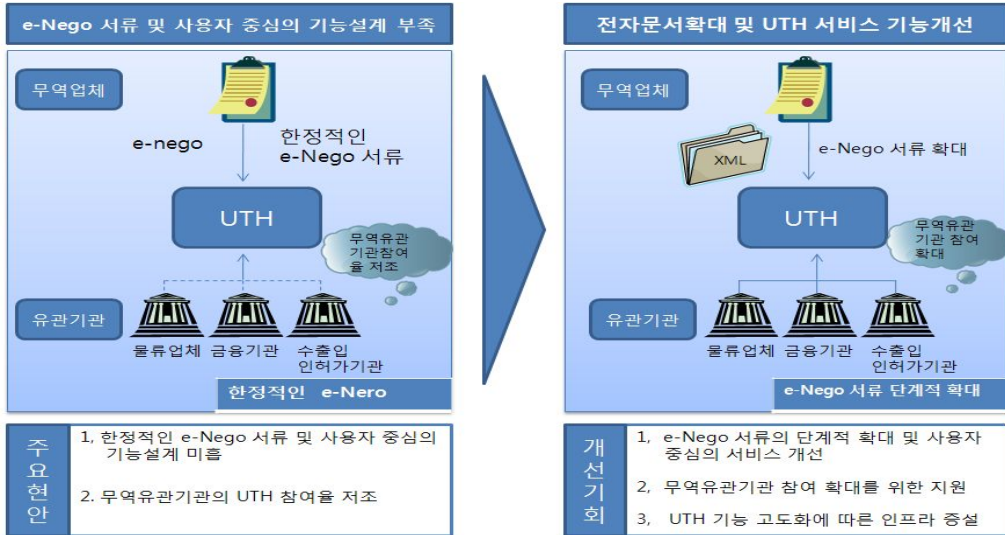 e-Nego 서류 및 사용자 중심의 기능설계 부족
무역업체
e-nego
한정적인
e-Nego 서류
UTH
무역유관
기관참여
율 저조
유관기관
물류업체
금융기관
수출입
인허가기관
한정적인 e-Nero
주요현안
1, 한정적인 e-Nego 서류 및 사용자 중심의
기능설계 미흡
2. 무역유관기관의 UTH 참여율 저조
전자문서확대 및 UTH 서비스 기능개선
무역업체
XML
e-Nego 서류 확대
UTH
무역유관
기관 참여
확대
유관기관
물류업체
금융기관
수출입
인허가기관
e-Nego 서류 단계적 확대
개선기회
1, e-Nego 서류의 단계적 확대 및 사용자
중심의 서비스 개선
2, 무역유관기관 참여 확대를 위한 지원
3, UTH 기능 고도화에 따른 인프라 증설